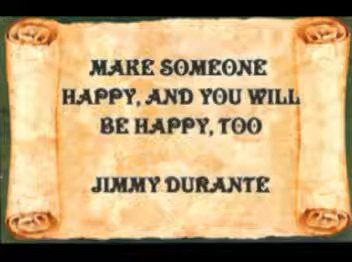 MAKE SOMEONE
HAPPY, AND YOU WILL
BE HAPPY, TOO
JIMMY DURANTE